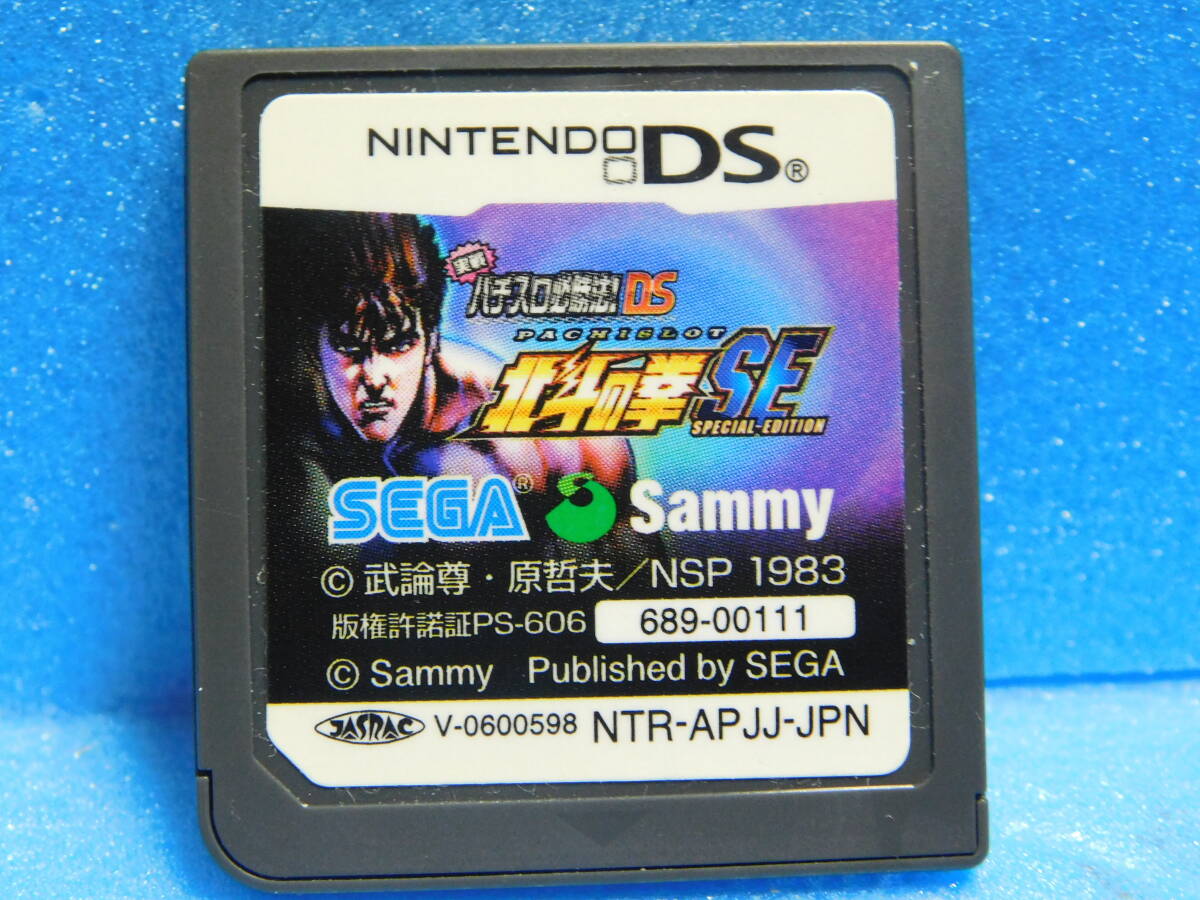 NINTENDO DS®
実戦
パチスロ必勝法! DS
PACHISLOT
北斗の拳 SE
SPECIAL-EDITION
SEGA® Sammy
© 武論尊・原哲夫/NSP 1983
版権許諾証PS-606 689-00111
© Sammy Published by SEGA
JASRAC V-0600598 NTR-APJJ-JPN